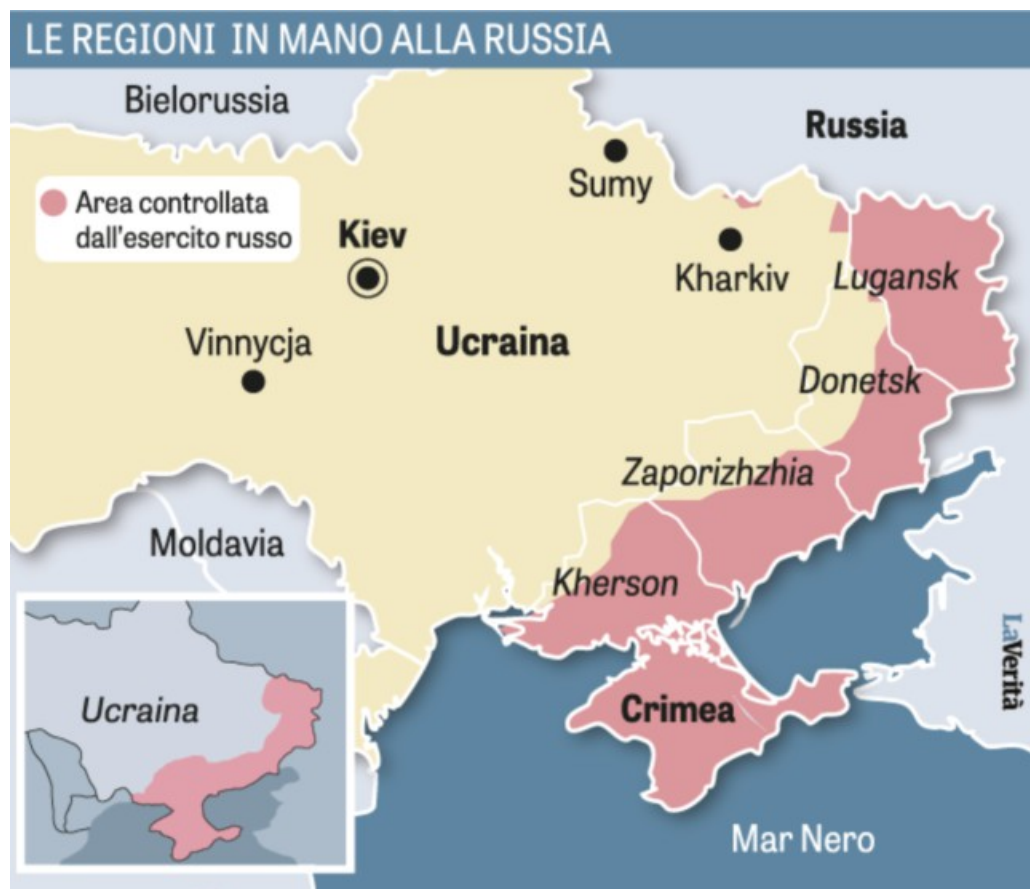 LE REGIONI IN MANO ALLA RUSSIA
Bielorussia
Russia
Sumy
Area controllata
dall'esercito russo
Kiev
Kharkiv
Lugansk
Vinnycja
Ucraina
Donetsk
Zaporizhzhia
Moldavia
Kherson
LaVerità
Ucraina
Crimea
Mar Nero